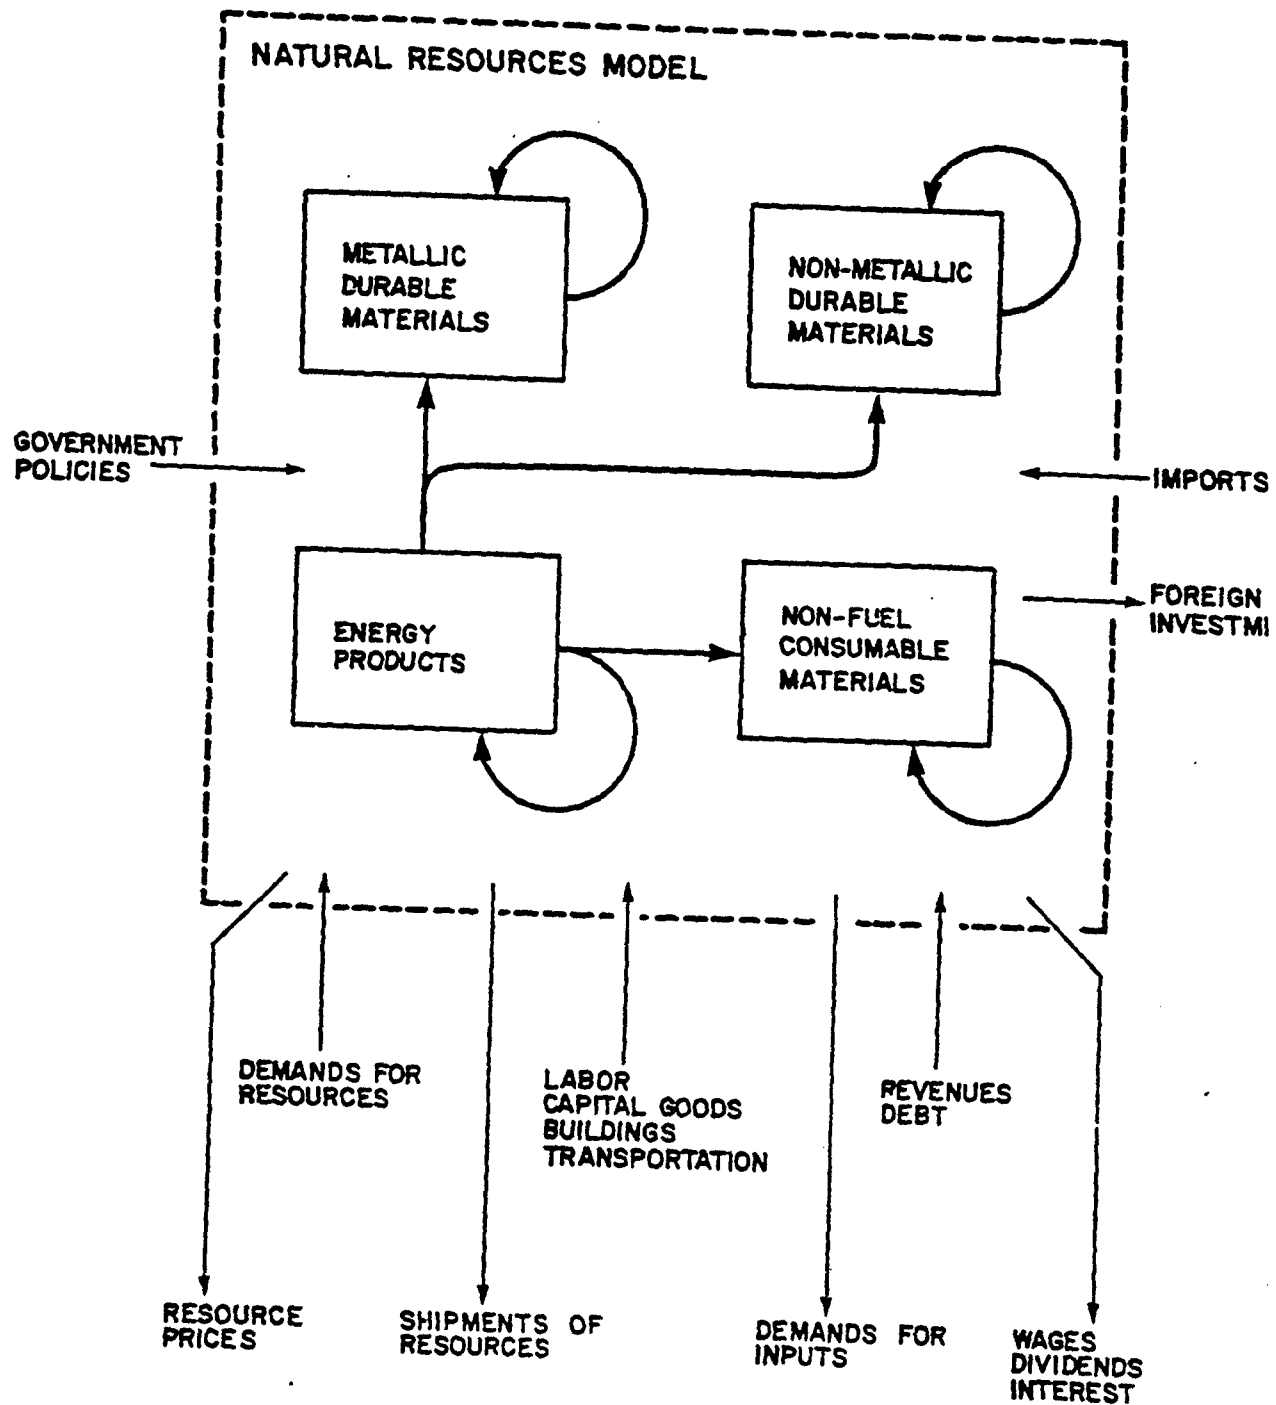 NATURAL RESOURCES MODEL
METALLIC
DURABLE
MATERIALS
NON-METALLIC
DURABLE
MATERIALS
GOVERNMENT
POLICIES
IMPORTS
ENERGY
PRODUCTS
NON-FUEL
CONSUMABLE
MATERIALS
FOREIGN
INVESTM
DEMANDS FOR
RESOURCES
LABOR
CAPITAL GOODS
BUILDINGS
TRANSPORTATION
REVENUES
DEBT
RESOURCE
PRICES
SHIPMENTS OF
RESOURCES
DEMANDS FOR
INPUTS
WAGES
DIVIDENDS
INTEREST